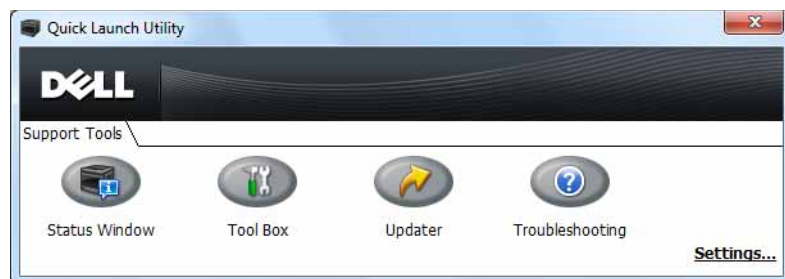 Quick Launch Utility
DELL
Support Tools
Status Window Tool Box Updater Troubleshooting
Settings...